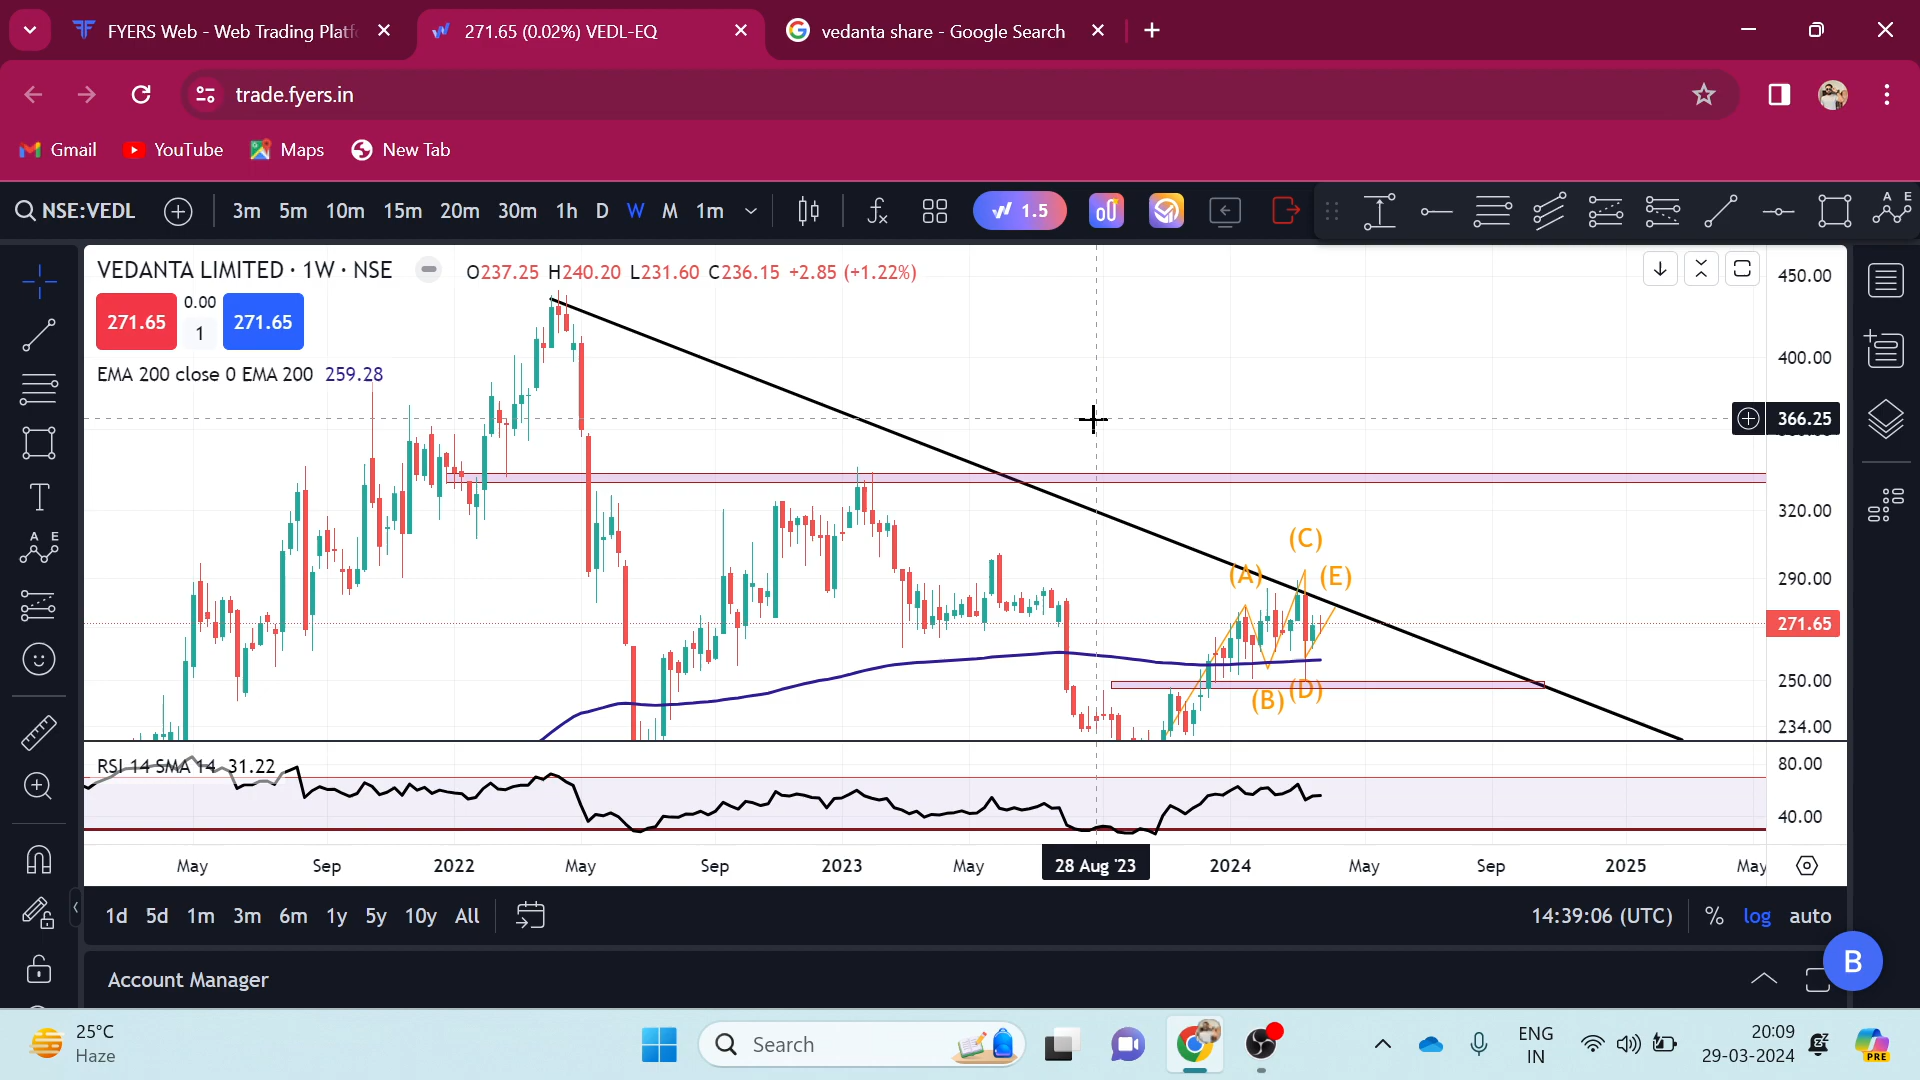 FYERS Web - Web Trading Platf
271.65 (0.02%) VEDL-EQ
vedanta share - Google Search
trade.fyers.in
Gmail YouTube Maps New Tab
NSE:VEDL 3m 5m 10m 15m 20m 30m 1h D W M 1m 1.5
VEDANTA LIMITED · 1W · NSE O237.25 H240.20 L231.60 C236.15 +2.85 (+1.22%)
271.65 0.00 1 271.65
EMA 200 close 0 EMA 200 259.28
450.00
400.00
366.25
320.00
290.00
271.65
250.00
234.00
(A) (C) (E)
(B) (D)
RSI 14 SMA 14 31.22
80.00
40.00
May Sep 2022 May Sep 2023 May 28 Aug '23 2024 May Sep 2025 May
1d 5d 1m 3m 6m 1y 5y 10y All 14:39:06 (UTC) % log auto
B
Account Manager
25°C
Haze
Search
ENG
IN
20:09
29-03-2024
PRE